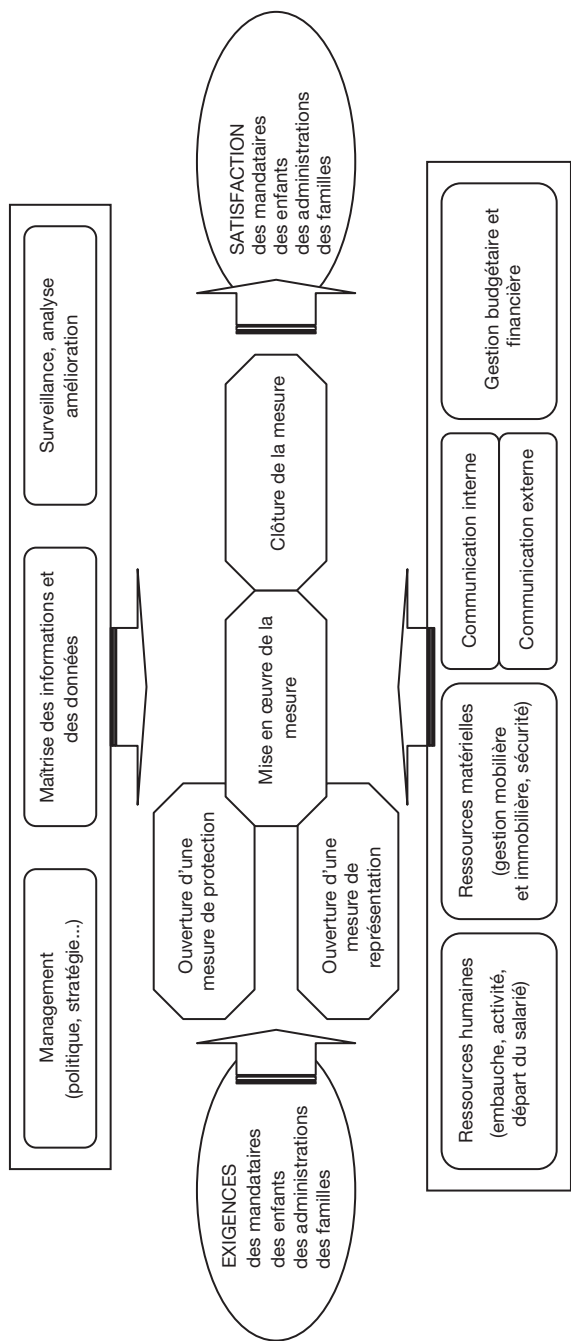 Management
(politique, stratégie...)
Maîtrise des informations et
des données
Surveillance, analyse
amélioration
EXIGENCES
des mandataires
des enfants
des administrations
des familles
Ouverture d’une
mesure de protection
Ouverture d’une
mesure de
représentation
Mise en œuvre de la
mesure
Clôture de la mesure
SATISFACTION
des mandataires
des enfants
des administrations
des familles
Ressources humaines
(embauche, activité,
départ du salarié)
Ressources matérielles
(gestion mobilière
et immobilière, sécurité)
Communication interne
Communication externe
Gestion budgétaire et
financière